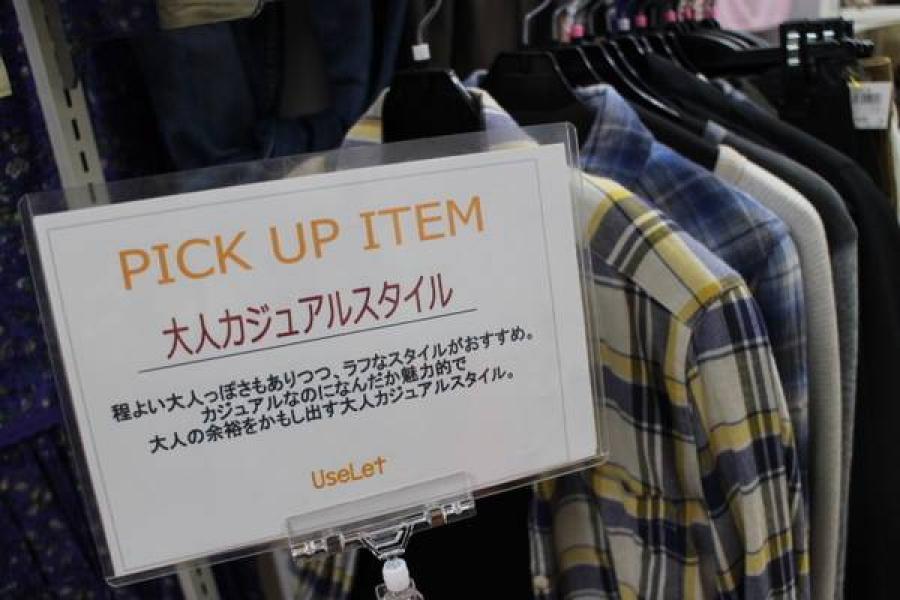 PICK UP ITEM
大人カジュアルスタイル
程よい大人っぽさもありつつ、ラフなスタイルがおすすめ。
カジュアルなのになんだか魅力的で
大人の余裕をかもし出す大人カジュアルスタイル。
UseLet